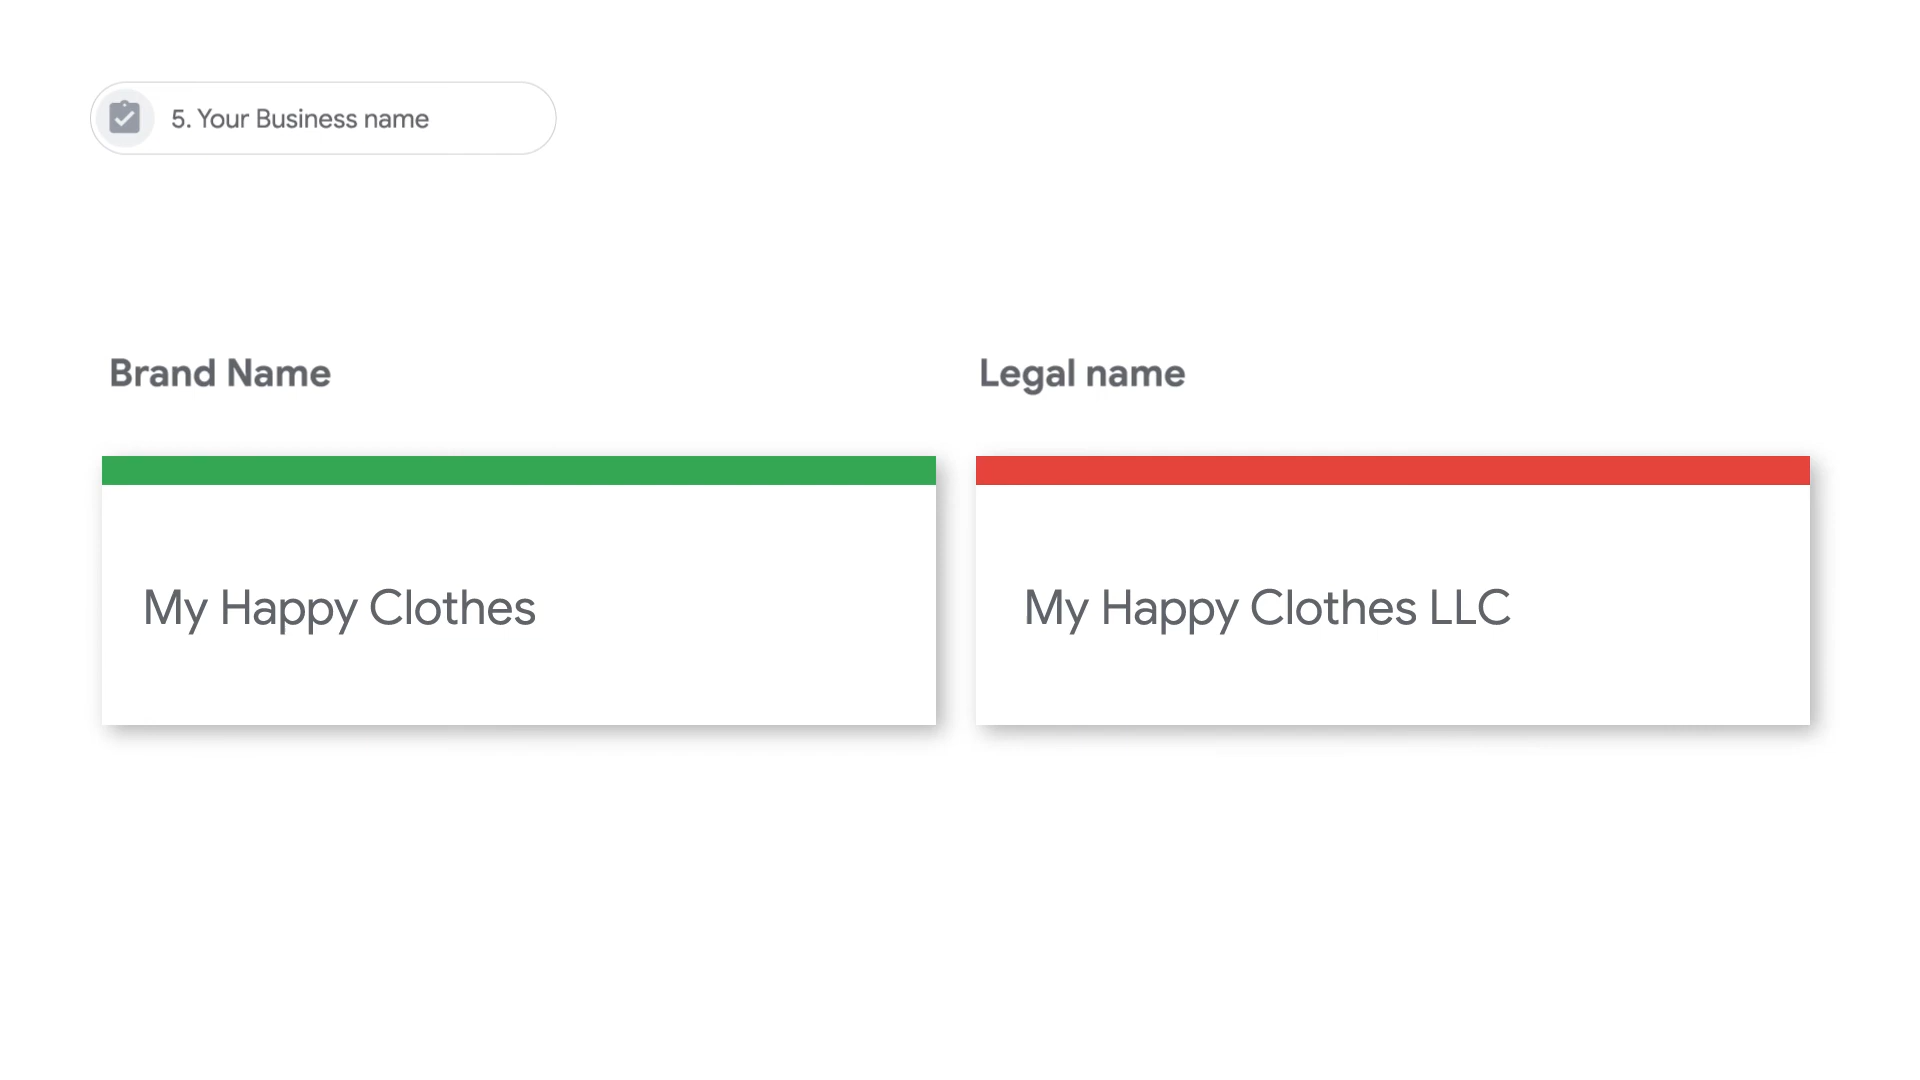 5. Your Business name
Brand Name
Legal name
My Happy Clothes
My Happy Clothes LLC